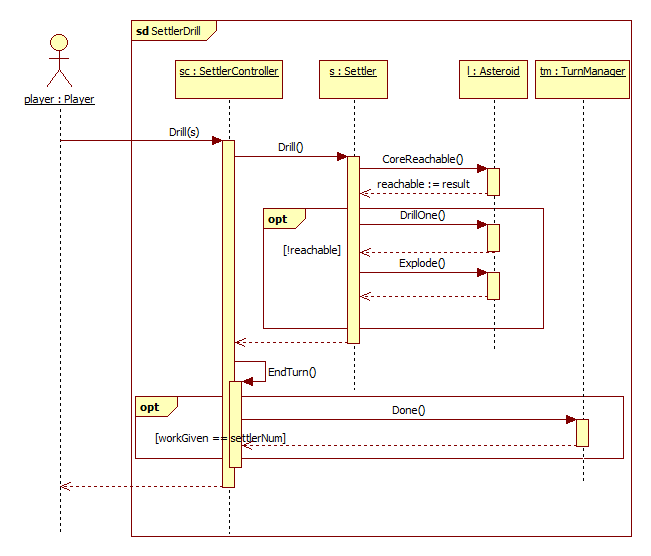 sd SettlerDrill
player : Player
sc : SettlerController
s : Settler
l : Asteroid
tm : TurnManager
Drill(s)
Drill()
CoreReachable()
reachable := result
opt
DrillOne()
[!reachable]
Explode()
EndTurn()
opt
Done()
[workGiven == settlerNum]